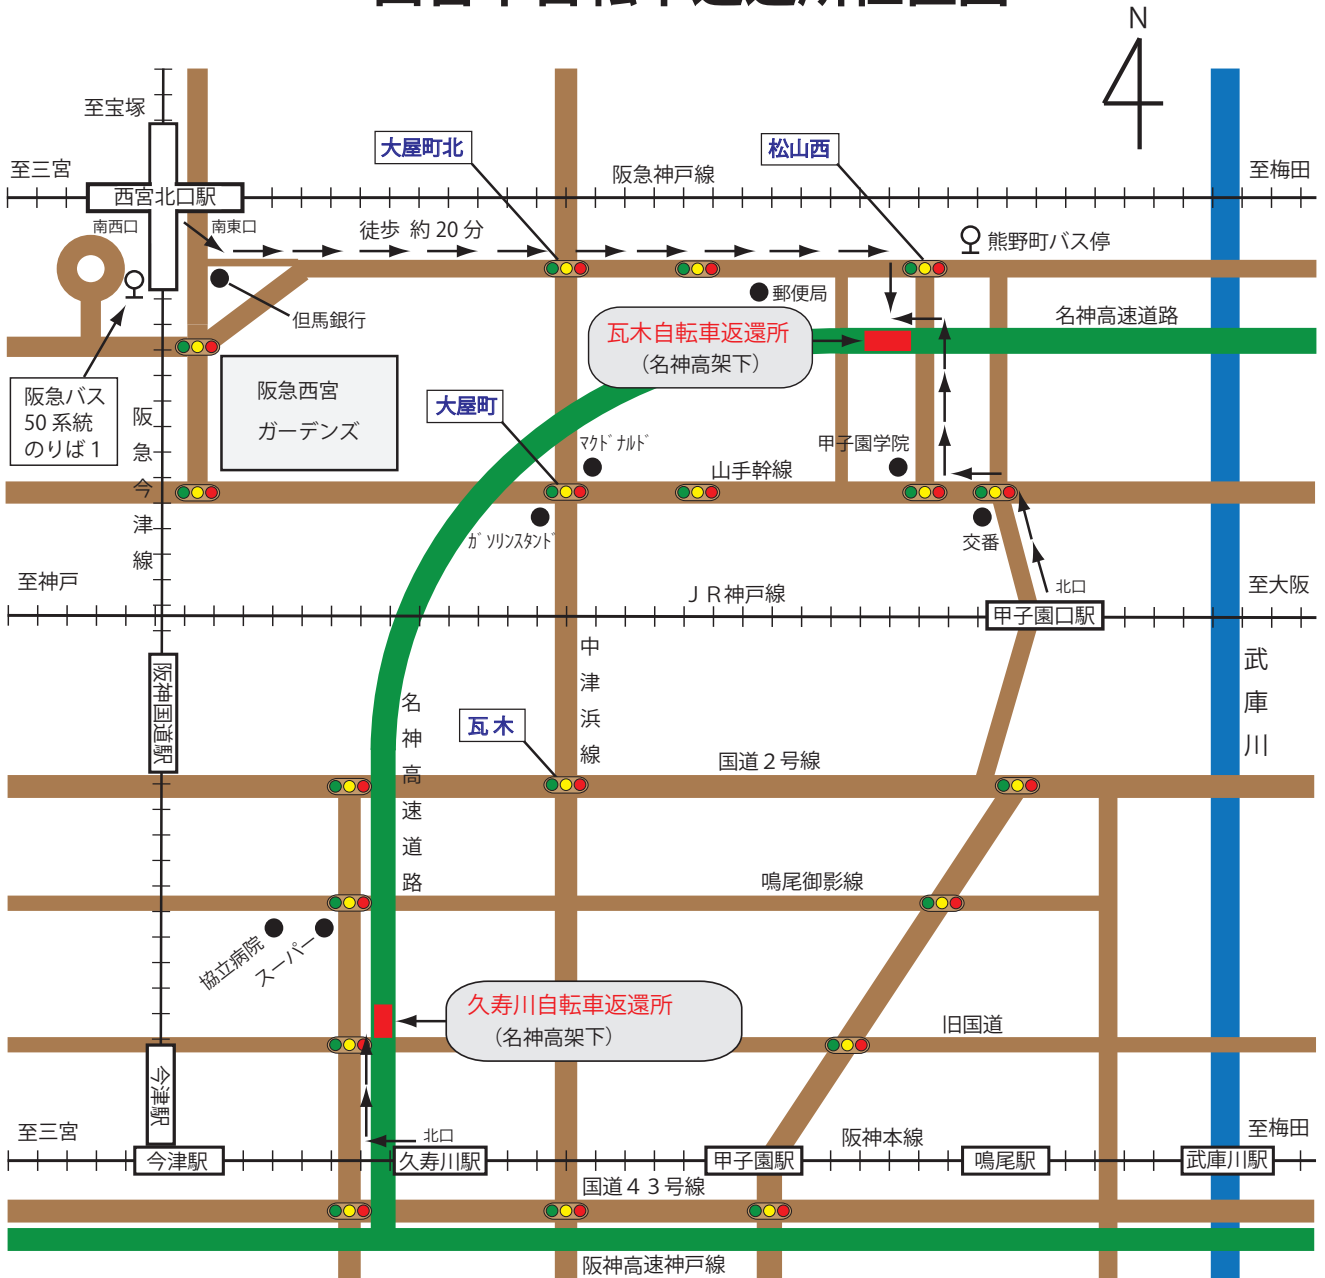 N
至宝塚
大屋町北
松山西
至三宮
阪急神戸線
至梅田
西宮北口駅
南西口
南東口
徒歩 約20分
熊野町バス停
郵便局
但馬銀行
名神高速道路
瓦木自転車返還所
（名神高架下）
阪急西宮
ガーデンズ
阪急バス
50系統
のりば1
大屋町
阪急今津線
ﾏｸﾄﾞﾅﾙﾄﾞ
甲子園学院
山手幹線
ｶﾞｿﾘﾝｽﾀﾝﾄﾞ
交番
至神戸
ＪＲ神戸線
北口
至大阪
甲子園口駅
中津浜線
武庫川
阪神国道駅
名神高速道路
瓦木
国道２号線
鳴尾御影線
協立病院
スーパー
久寿川自転車返還所
（名神高架下）
旧国道
今津駅
至三宮
北口
阪神本線
至梅田
今津駅
久寿川駅
甲子園駅
鳴尾駅
武庫川駅
国道４３号線
阪神高速神戸線